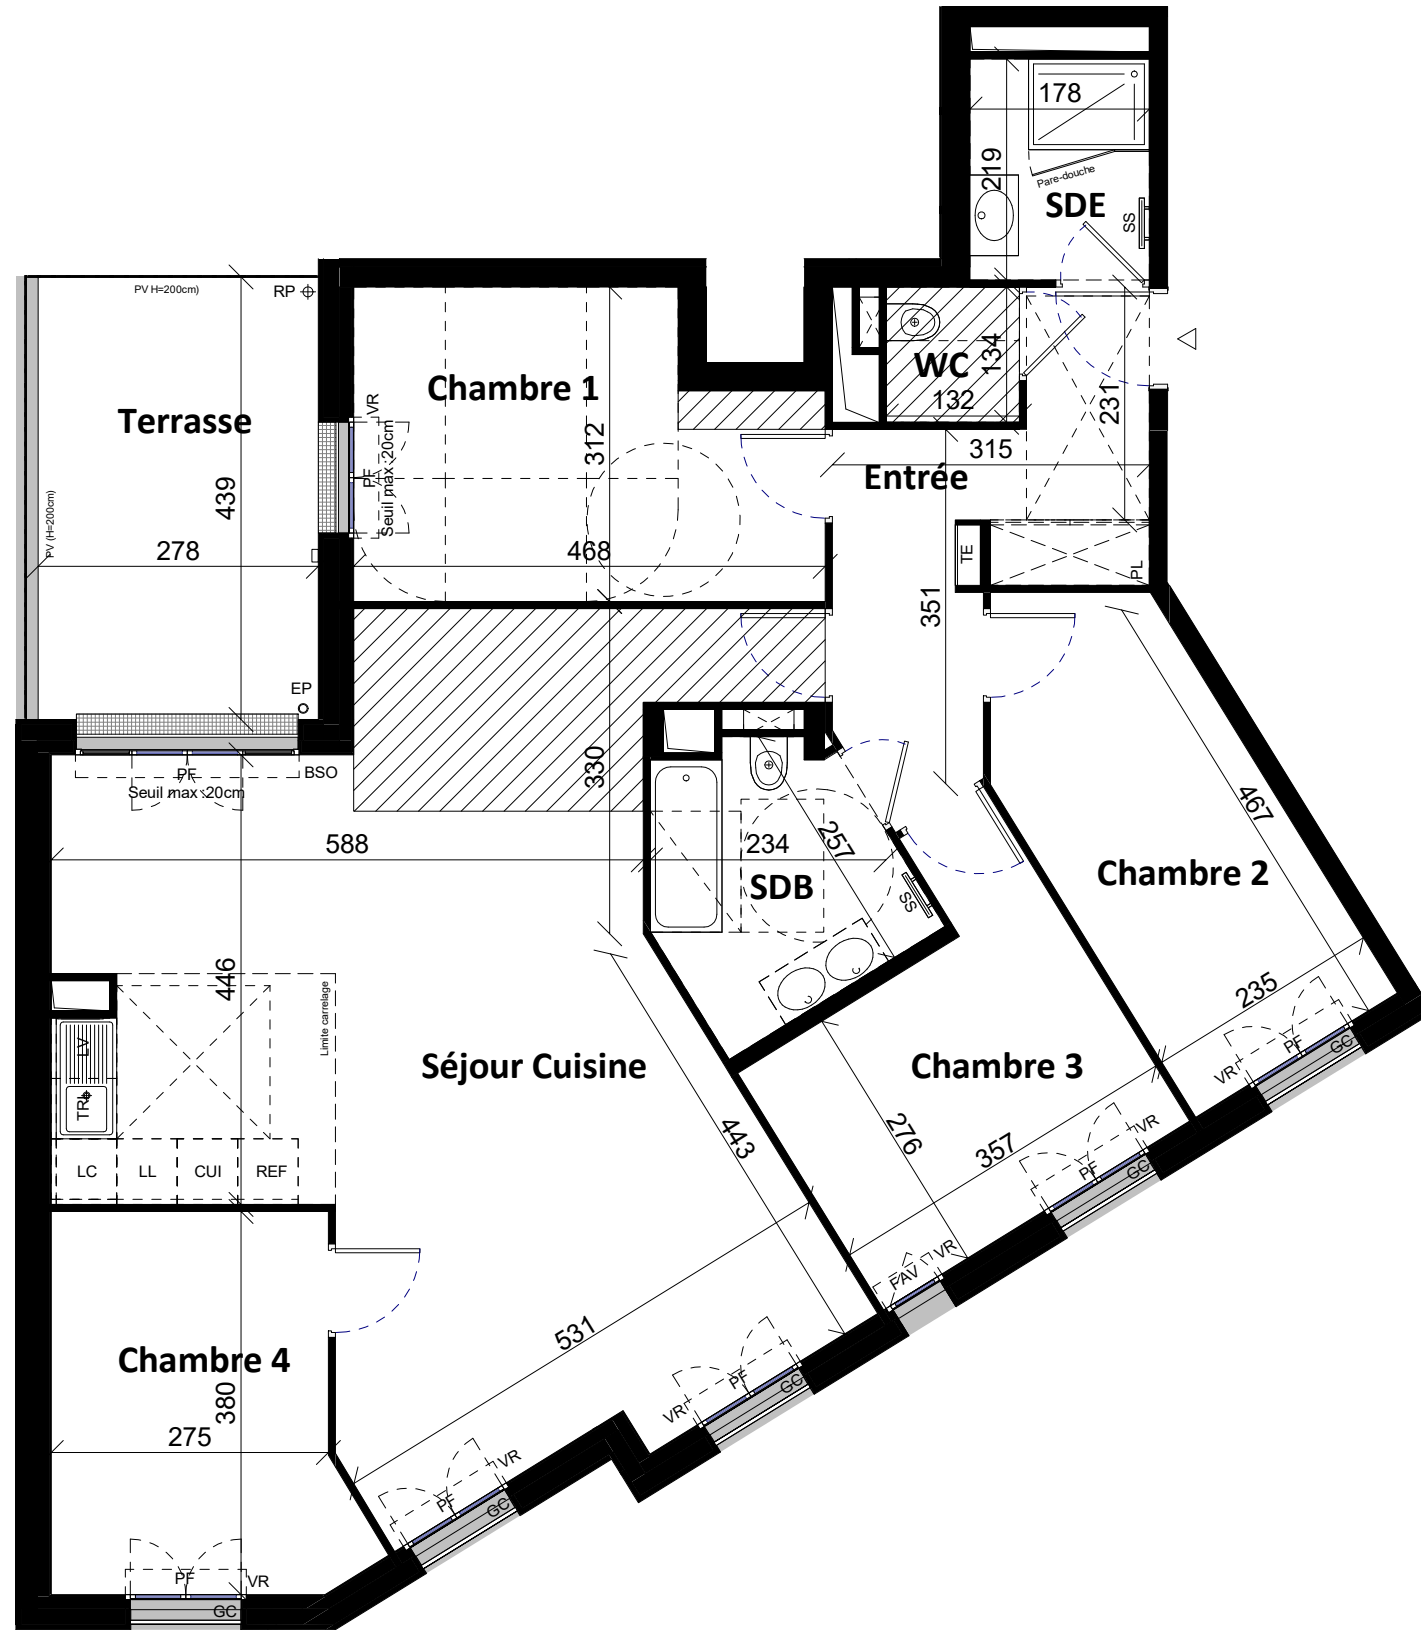 178
219
Pare-douche
SDE
SS
PV H=200cm)
RP
Terrasse
439
278
PV (H=200cm)
EP
Chambre 1
VR
PF
Seuil max :20cm
312
468
WC
134
132
231
315
Entrée
TE
PL
351
PF
BSO
Seuil max :20cm
330
588
234
257
SDB
SS
467
Chambre 2
235
VR
PF
GC
446
Limite carrelage
LV
TRI
LC
LL
CUI
REF
Séjour Cuisine
443
Chambre 3
276
357
VR
PF
GC
FAV
VR
531
VR
PF
GC
VR
PF
GC
Chambre 4
380
275
PF
VR
GC